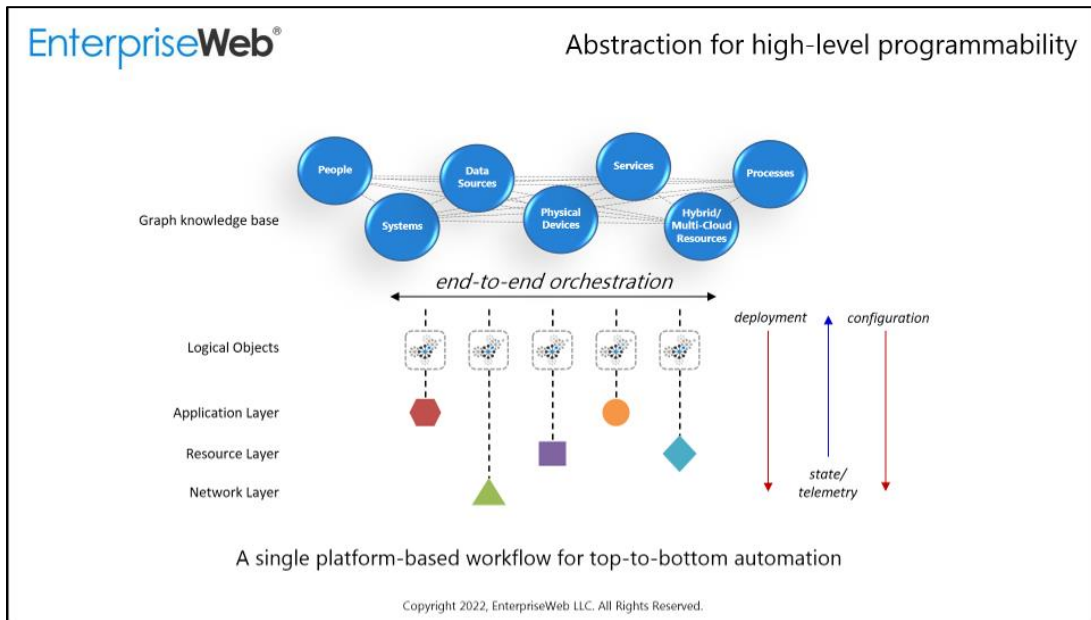 EnterpriseWeb®
Abstraction for high-level programmability
People
Data
Sources
Services
Processes
Systems
Physical
Devices
Hybrid/
Multi-Cloud
Resources
Graph knowledge base
end-to-end orchestration
deployment
configuration
Logical Objects
Application Layer
Resource Layer
state/
telemetry
Network Layer
A single platform-based workflow for top-to-bottom automation
Copyright 2022, EnterpriseWeb LLC. All Rights Reserved.